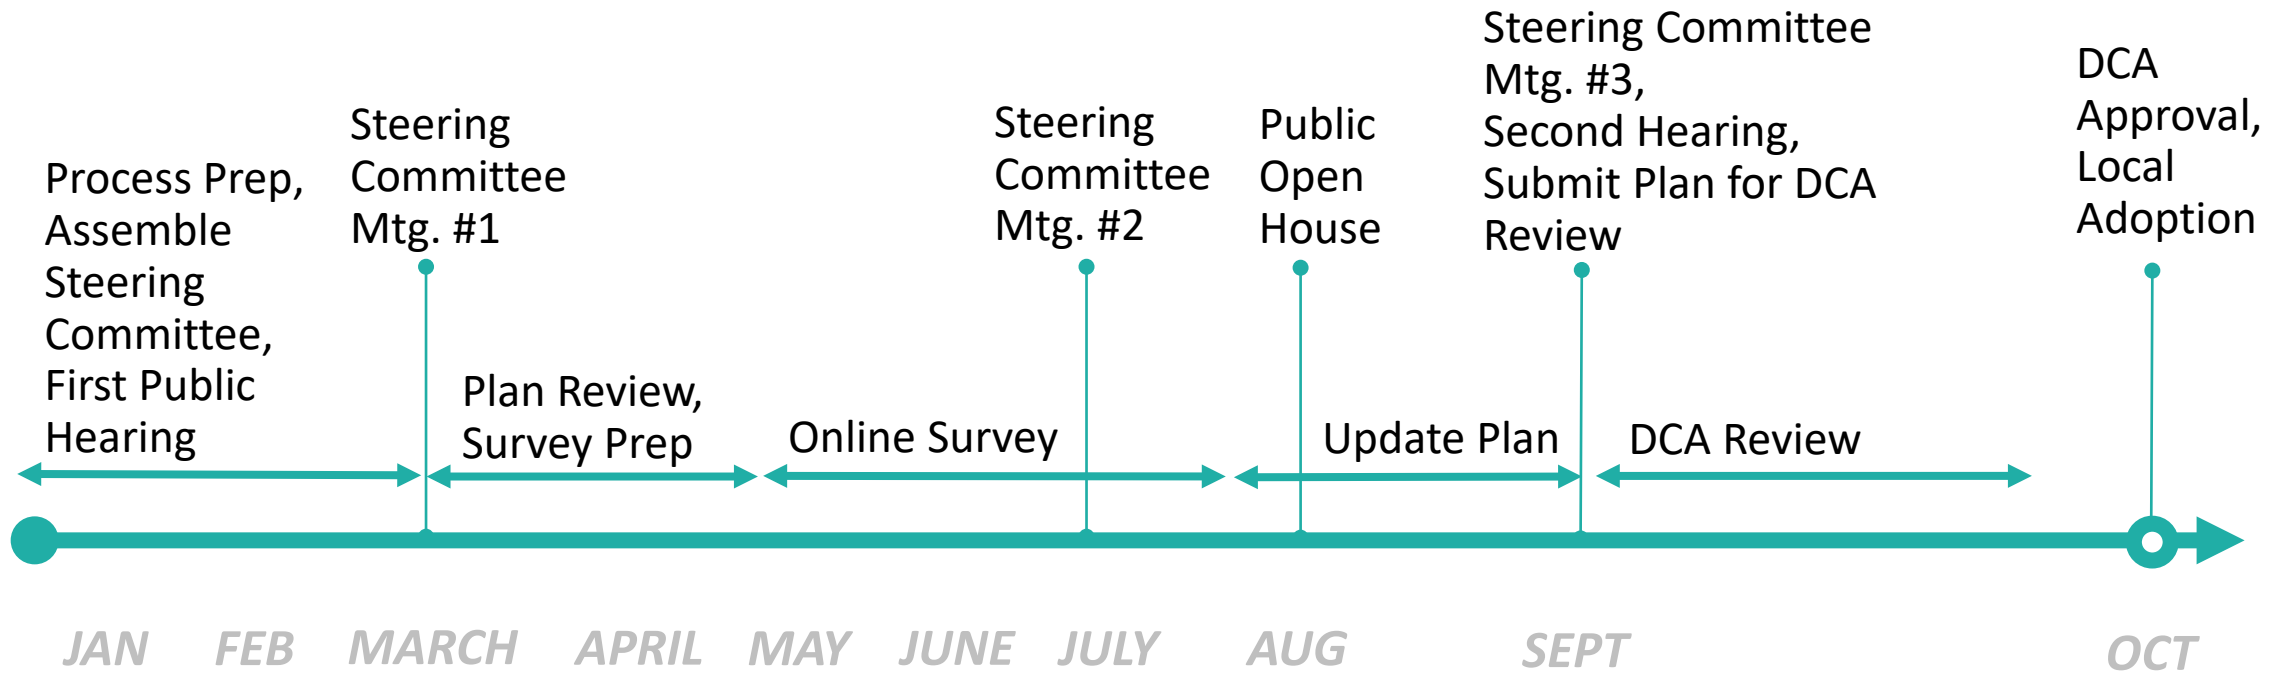 Process Prep,
Assemble
Steering
Committee,
First Public
Hearing
Steering
Committee
Mtg. #1
Plan Review,
Survey Prep
Online Survey
Steering
Committee
Mtg. #2
Public
Open
House
Update Plan
Steering Committee
Mtg. #3,
Second Hearing,
Submit Plan for DCA
Review
DCA Review
DCA
Approval,
Local
Adoption
JAN FEB MARCH APRIL MAY JUNE JULY AUG SEPT OCT